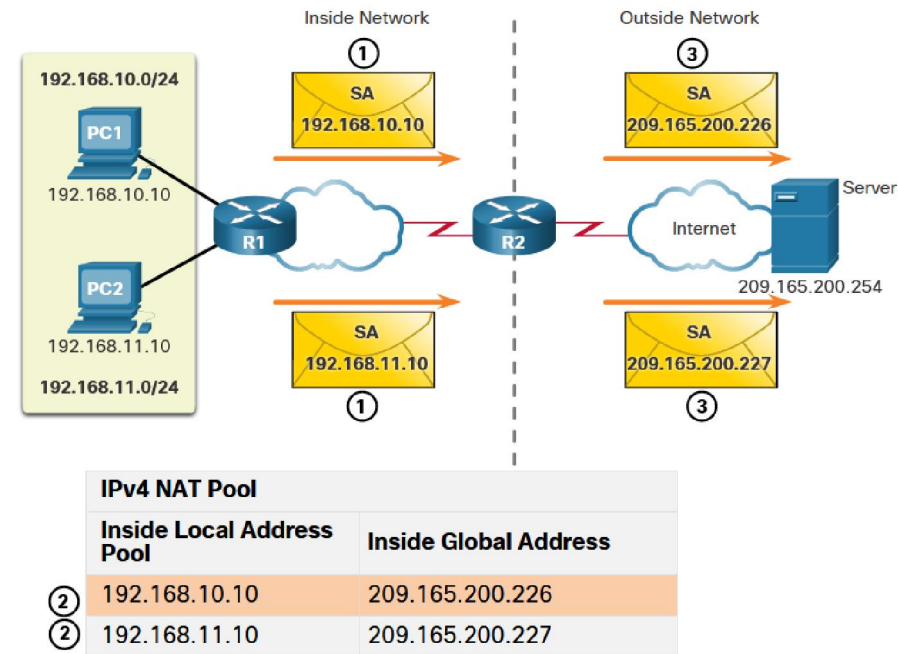 Inside Network
Outside Network
1
3
192.168.10.0/24
SA
192.168.10.10
SA
209.165.200.226
PC1
192.168.10.10
Server
R1
R2
Internet
PC2
209.165.200.254
192.168.11.10
SA
192.168.11.10
SA
209.165.200.227
192.168.11.0/24
1
3
IPv4 NAT Pool
Inside Local Address
Pool
Inside Global Address
2
192.168.10.10
209.165.200.226
2
192.168.11.10
209.165.200.227